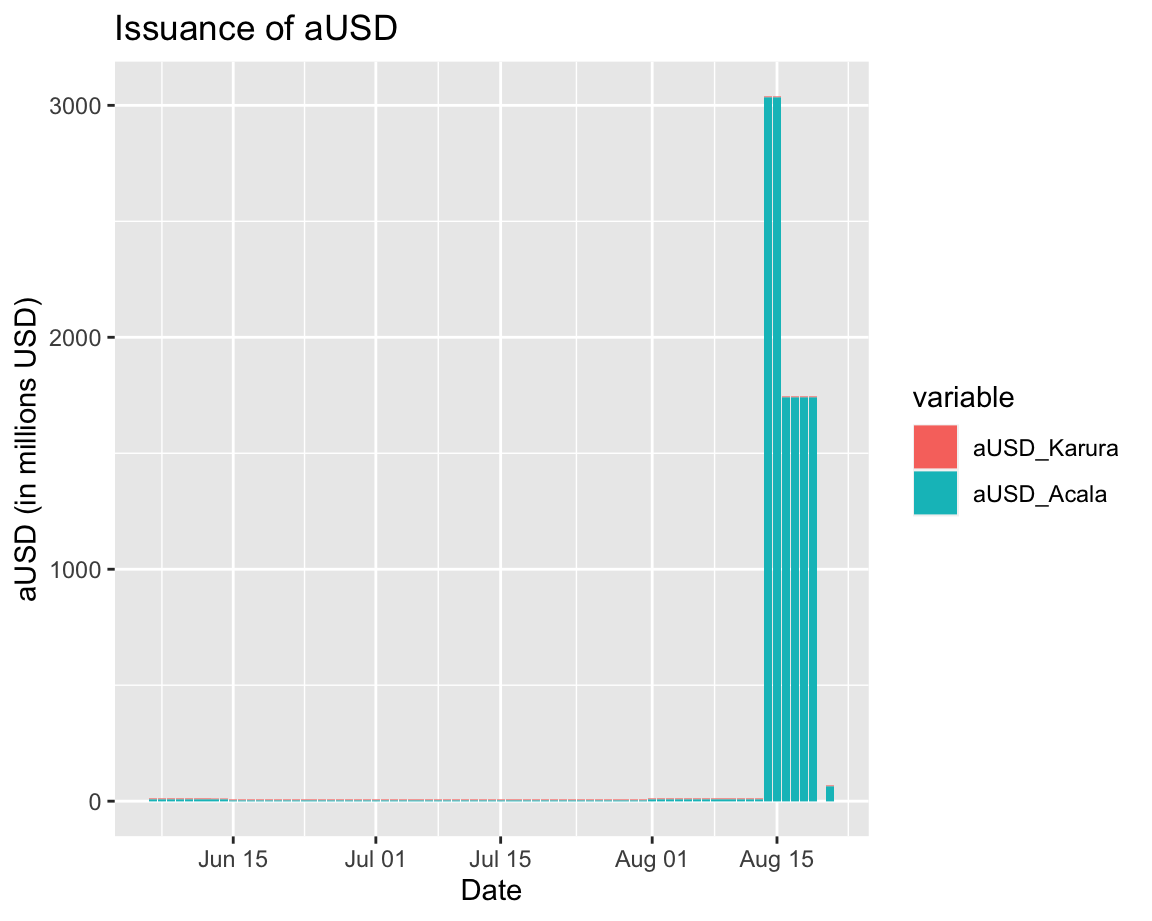 Issuance of aUSD
aUSD (in millions USD)
3000
2000
1000
0
Jun 15
Jul 01
Jul 15
Aug 01
Aug 15
Date
variable
aUSD_Karura
aUSD_Acala